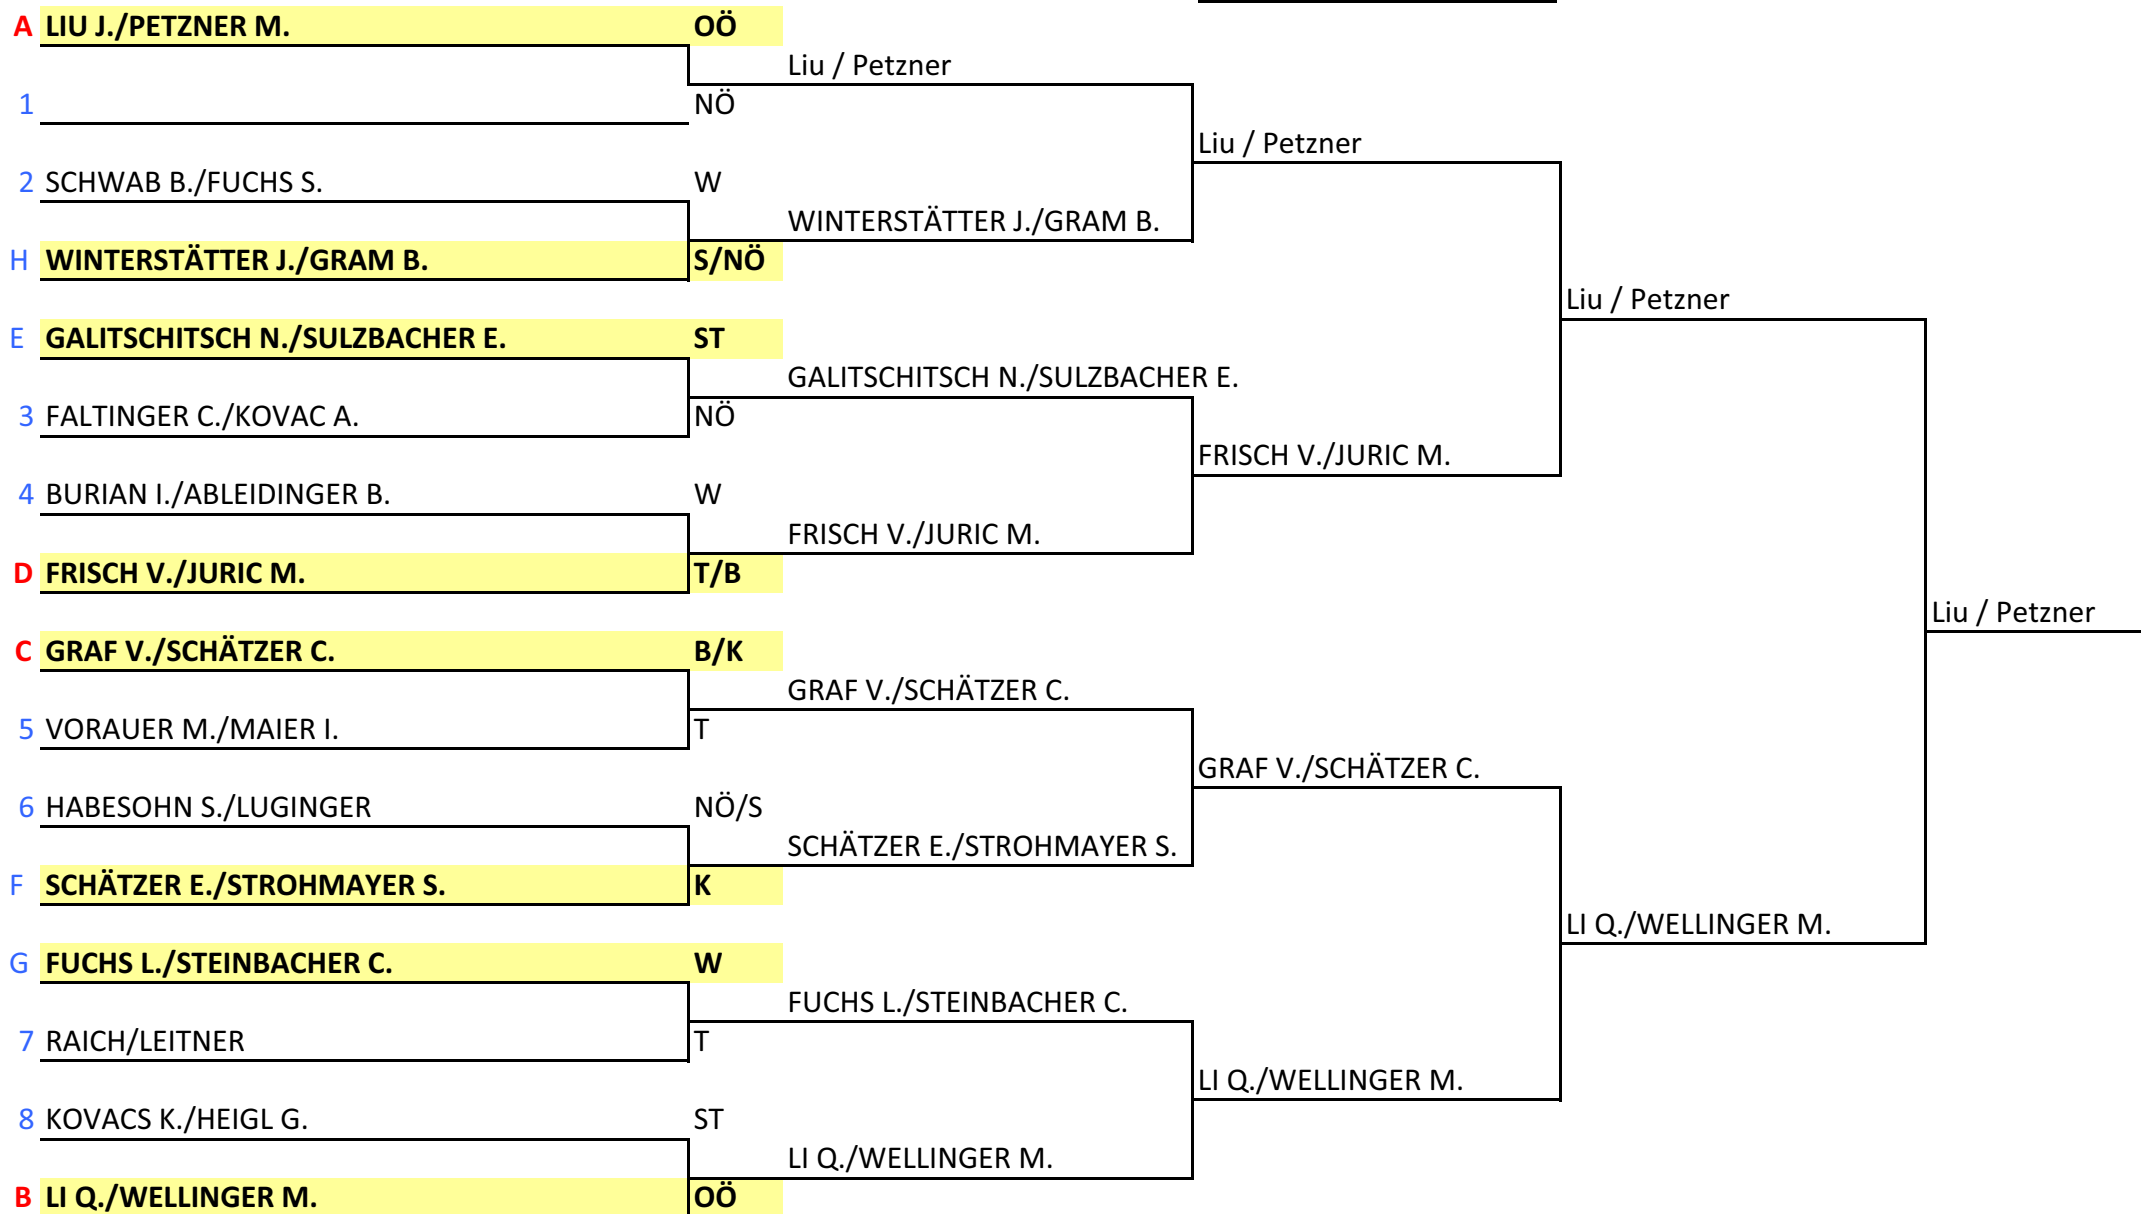 A LIU J./PETZNER M. OÖ
Liu / Petzner
1 NÖ
Liu / Petzner
2 SCHWAB B./FUCHS S. W
WINTERSTÄTTER J./GRAM B.
H WINTERSTÄTTER J./GRAM B. S/NÖ
Liu / Petzner
E GALITSCHITSCH N./SULZBACHER E. ST
GALITSCHITSCH N./SULZBACHER E.
3 FALTINGER C./KOVAC A. NÖ
FRISCH V./JURIC M.
4 BURIAN I./ABLEIDINGER B. W
FRISCH V./JURIC M.
D FRISCH V./JURIC M. T/B
Liu / Petzner
C GRAF V./SCHÄTZER C. B/K
GRAF V./SCHÄTZER C.
5 VORAUER M./MAIER I. T
GRAF V./SCHÄTZER C.
6 HABESOHN S./LUGINGER NÖ/S
SCHÄTZER E./STROHMAYER S.
F SCHÄTZER E./STROHMAYER S. K
LI Q./WELLINGER M.
G FUCHS L./STEINBACHER C. W
FUCHS L./STEINBACHER C.
7 RAICH/LEITNER T
LI Q./WELLINGER M.
8 KOVACS K./HEIGL G. ST
LI Q./WELLINGER M.
B LI Q./WELLINGER M. OÖ